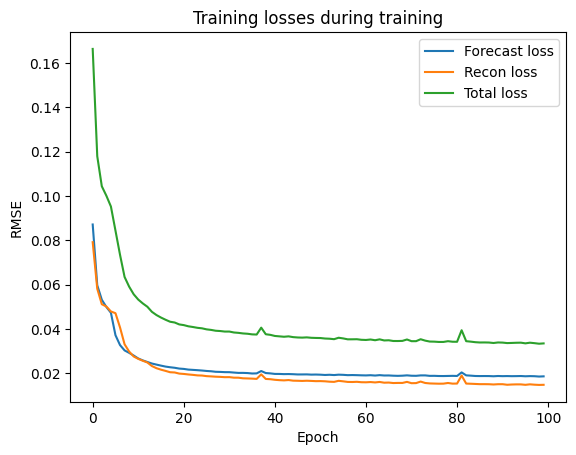 Training losses during training
Forecast loss
Recon loss
Total loss
0.16
0.14
0.12
0.10
0.08
0.06
0.04
0.02
RMSE
0
20
40
60
80
100
Epoch